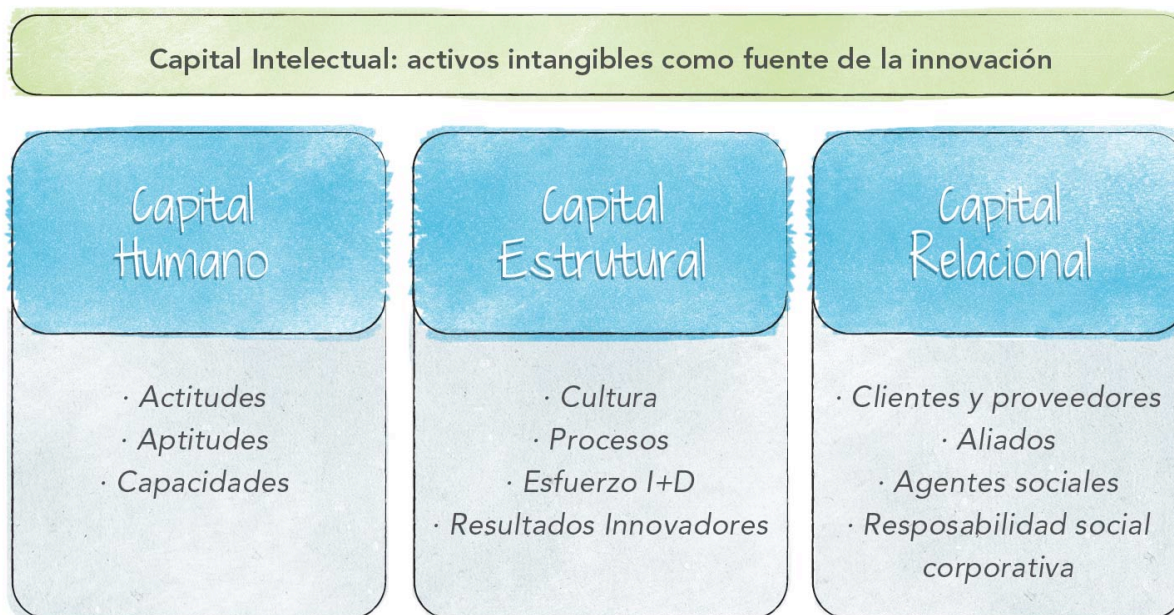 Capital Intelectual: activos intangibles como fuente de la innovación
Capital
Humano
· Actitudes
· Aptitudes
· Capacidades
Capital
Estrutural
· Cultura
· Procesos
· Esfuerzo I+D
· Resultados Innovadores
Capital
Relacional
· Clientes y proveedores
· Aliados
· Agentes sociales
· Resposabilidad social
corporativa